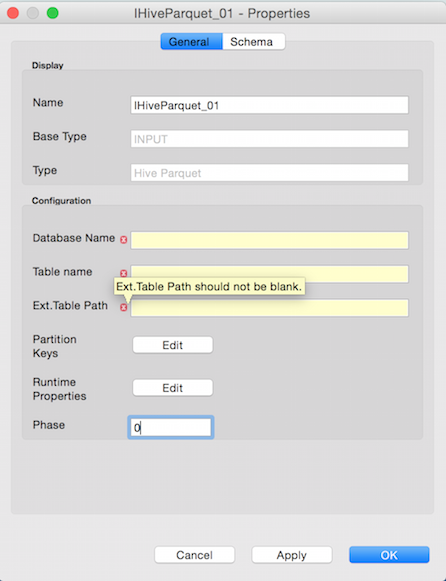 IHiveParquet_01 - Properties
General
Schema
Display
Name
IHiveParquet_01
Base Type
INPUT
Type
Hive Parquet
Configuration
Database Name
Table name
Ext.Table Path should not be blank.
Ext.Table Path
Partition
Keys
Edit
Runtime
Properties
Edit
Phase
0
Cancel
Apply
OK